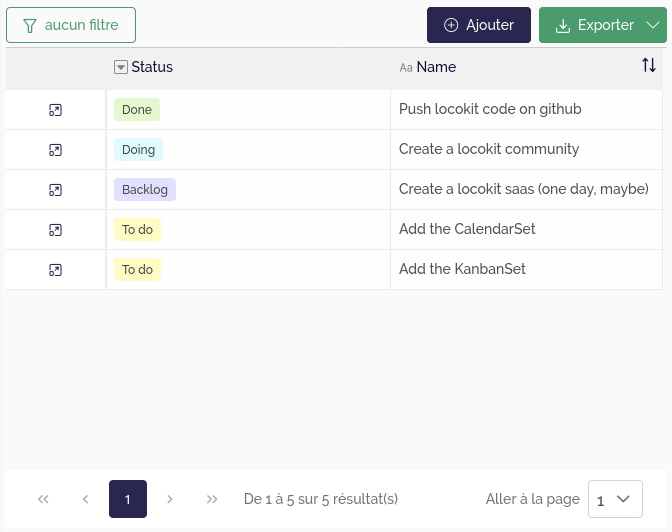 aucun filtre Ajouter Exporter
Status Aa Name
Done Push locokit code on github
Doing Create a locokit community
Backlog Create a locokit saas (one day, maybe)
To do Add the CalendarSet
To do Add the KanbanSet
1 De 1 à 5 sur 5 résultat(s) Aller à la page 1